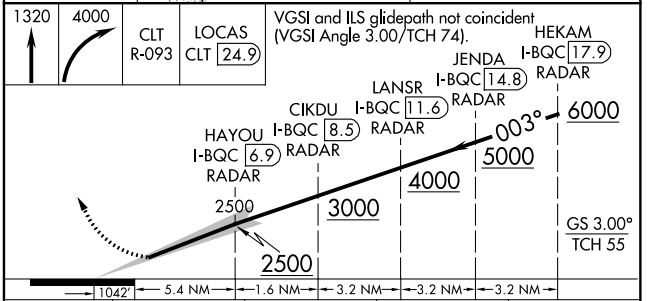 1320
4000
CLT
R-093
LOCAS
CLT 24.9
VGSI and ILS glidepath not coincident
(VGSI Angle 3.00/TCH 74).
HEKAM
I-BQC 17.9
RADAR
JENDA
I-BQC 14.8
RADAR
LANSR
I-BQC 11.6
RADAR
CIKDU
I-BQC 8.5
RADAR
HAYOU
I-BQC 6.9
RADAR
003°
6000
5000
4000
3000
2500
2500
GS 3.00°
TCH 55
1042'
5.4 NM
1.6 NM
3.2 NM
3.2 NM
3.2 NM